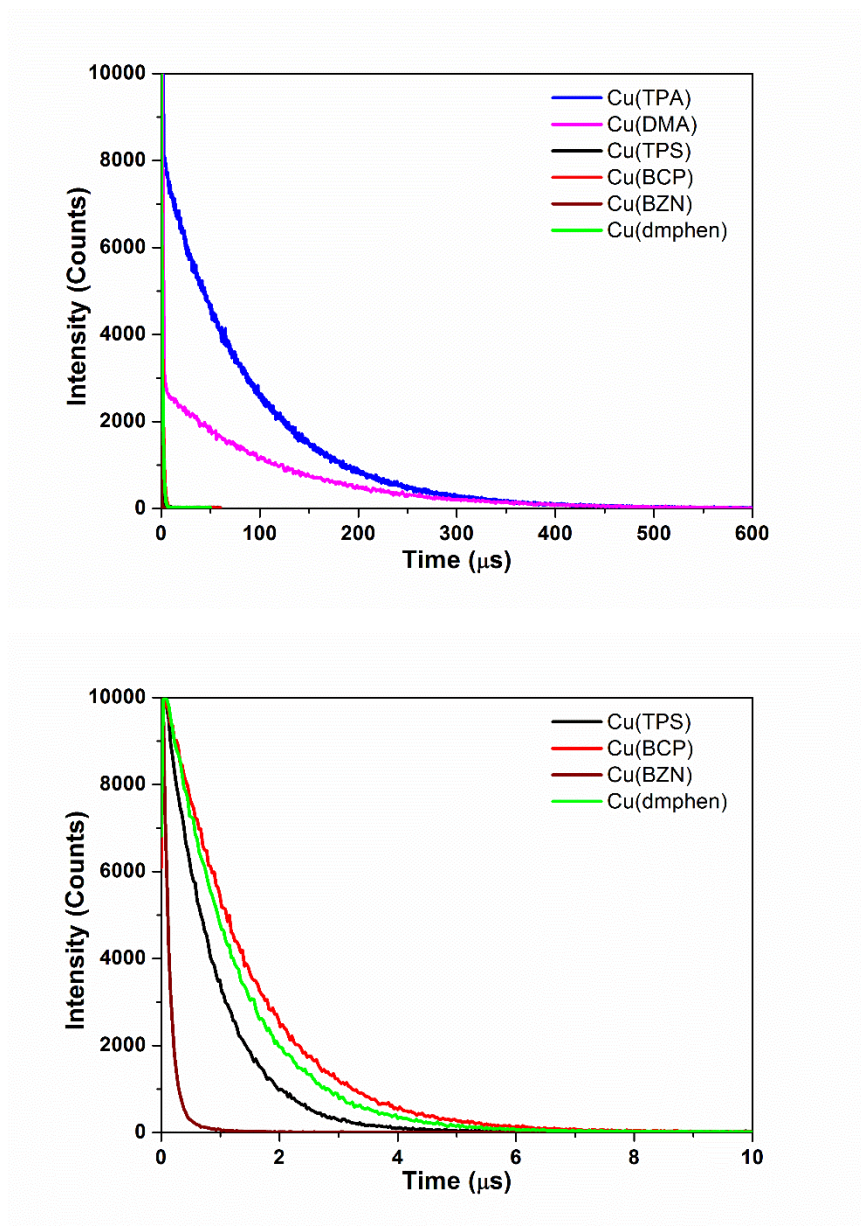 10000
8000
6000
4000
2000
0
Intensity (Counts)
Cu(TPA)
Cu(DMA)
Cu(TPS)
Cu(BCP)
Cu(BZN)
Cu(dmphen)
0 100 200 300 400 500 600
Time (μs)
10000
8000
6000
4000
2000
0
Intensity (Counts)
Cu(TPS)
Cu(BCP)
Cu(BZN)
Cu(dmphen)
0 2 4 6 8 10
Time (μs)